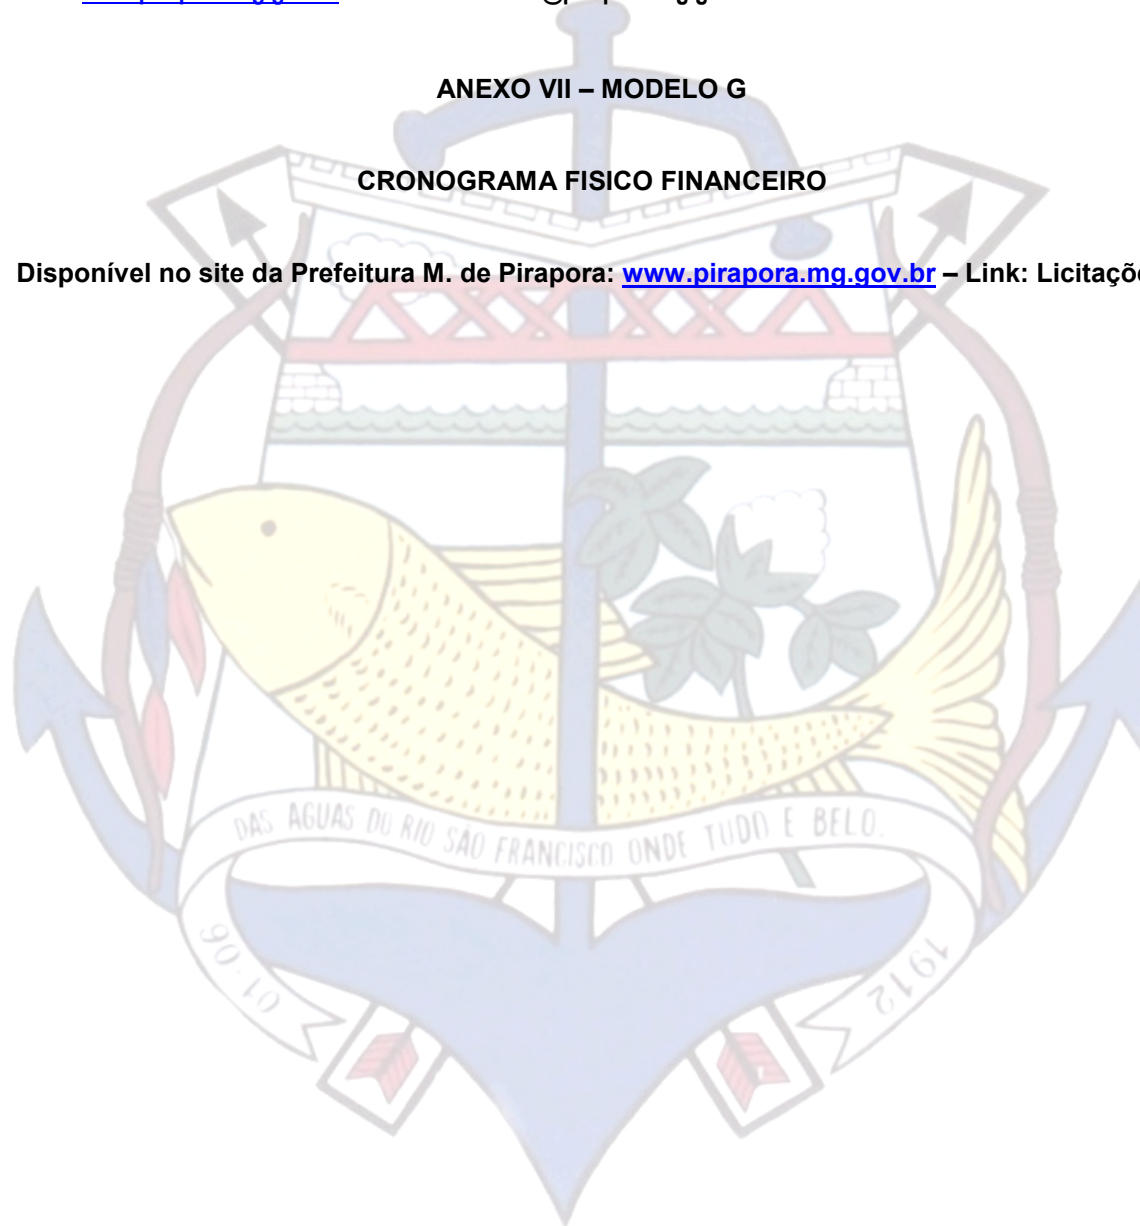 ANEXO VII – MODELO G
CRONOGRAMA FISICO FINANCEIRO
Disponível no site da Prefeitura M. de Pirapora: www.pirapora.mg.gov.br – Link: Licitaçõ
DAS AGUAS DO RIO SÃO FRANCISCO ONDE TUDO E BELO.
01-06 1912